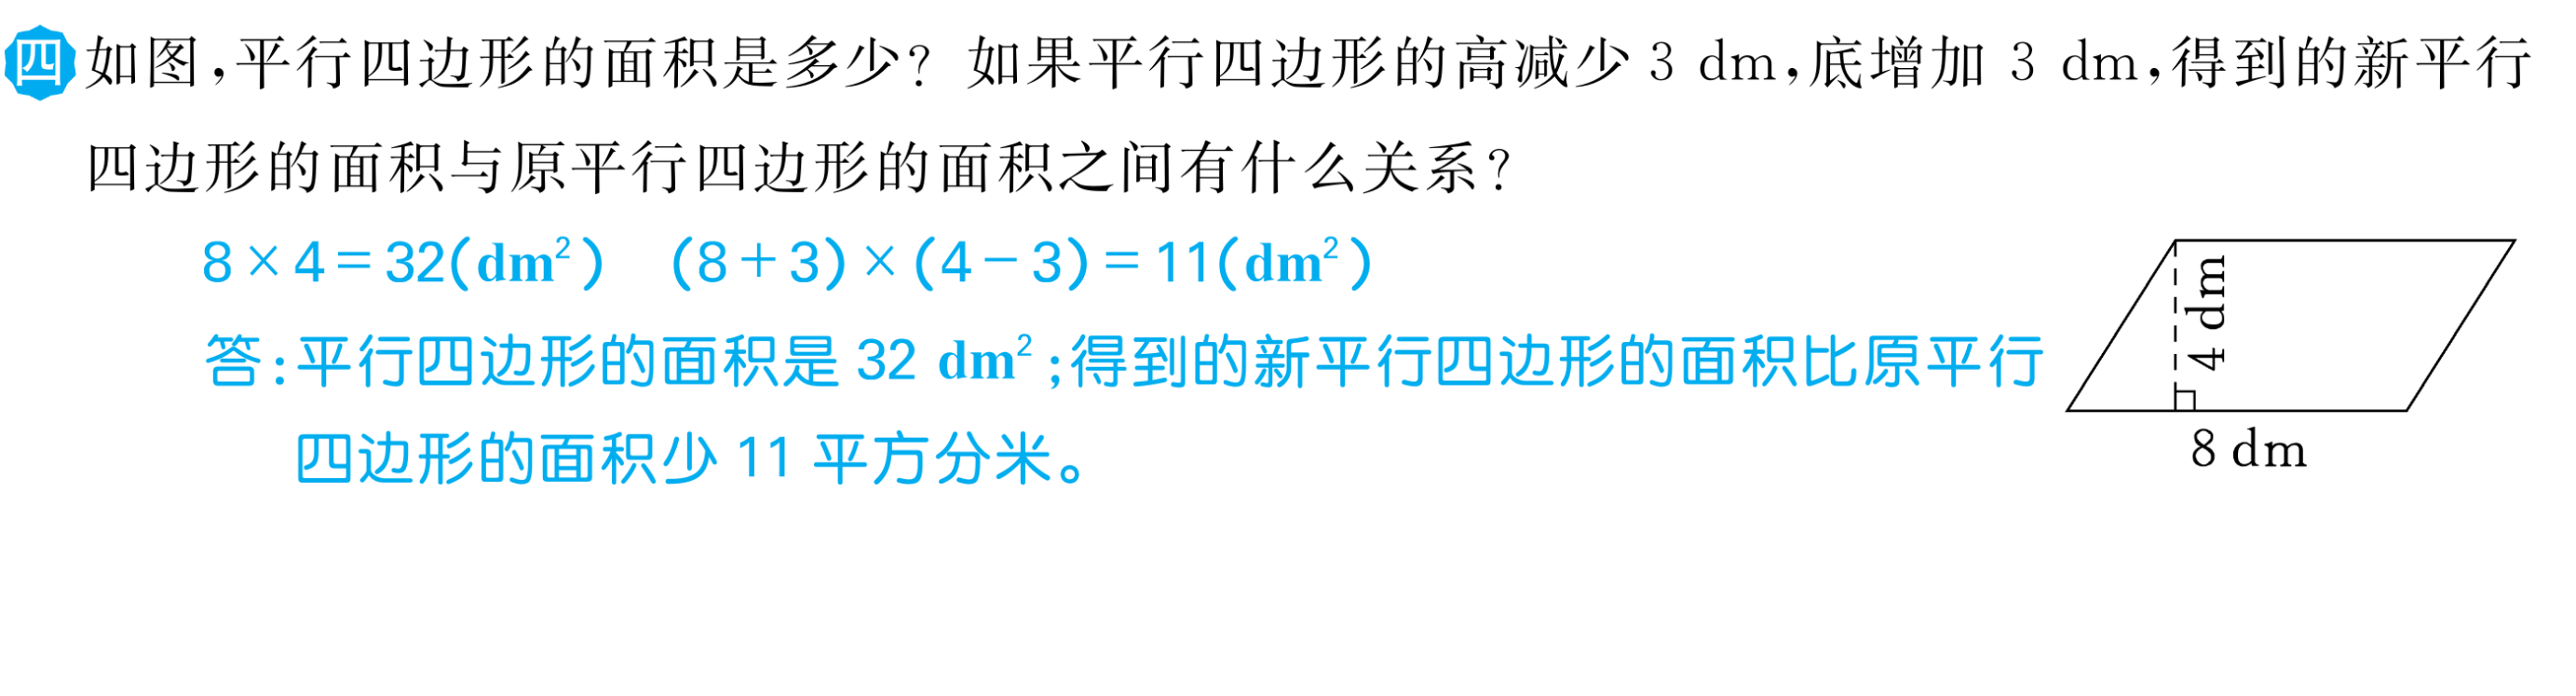 四 如图,平行四边形的面积是多少? 如果平行四边形的高减少 3 dm,底增加 3 dm,得到的新平行
四边形的面积与原平行四边形的面积之间有什么关系?
8×4=32(dm²) (8+3)×(4-3)=11(dm²)
答:平行四边形的面积是 32 dm²;得到的新平行四边形的面积比原平行
四边形的面积少 11 平方分米。
4 dm
8 dm